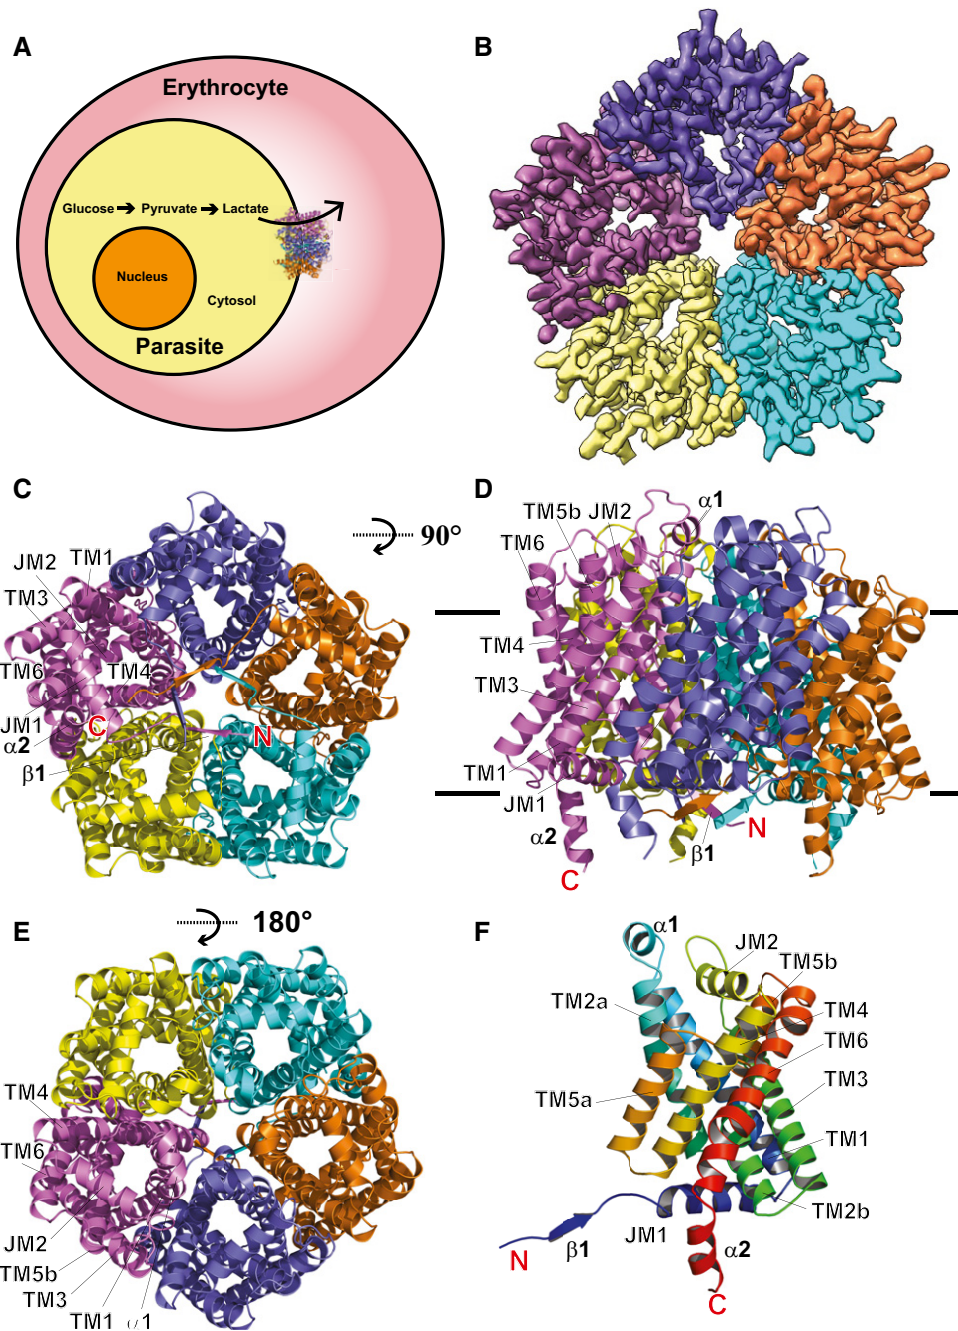 A
Erythrocyte
Glucose Pyruvate Lactate
Nucleus
Cytosol
Parasite
B
C
90°
JM2
TM1
TM3
TM6
TM4
JM1
C
N
α2
β1
D
TM5b JM2
α1
TM6
TM4
TM3
TM1
JM1
α2
N
β1
C
E
180°
TM4
TM6
JM2
TM5b
TM3
TM1 α1
F
α1
JM2
TM5b
TM2a
TM4
TM6
TM3
TM5a
TM1
TM2b
JM1
N
β1
α2
C